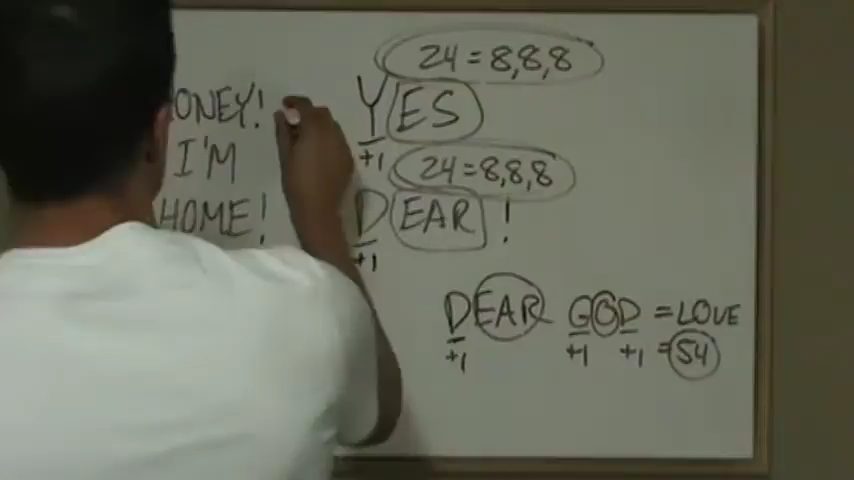 24 = 8,8,8
ONEY!
YES
+1
I'M
24 = 8,8,8
HOME!
DEAR!
+1
DEAR GOD = LOVE
+1 +1 +1 = 54